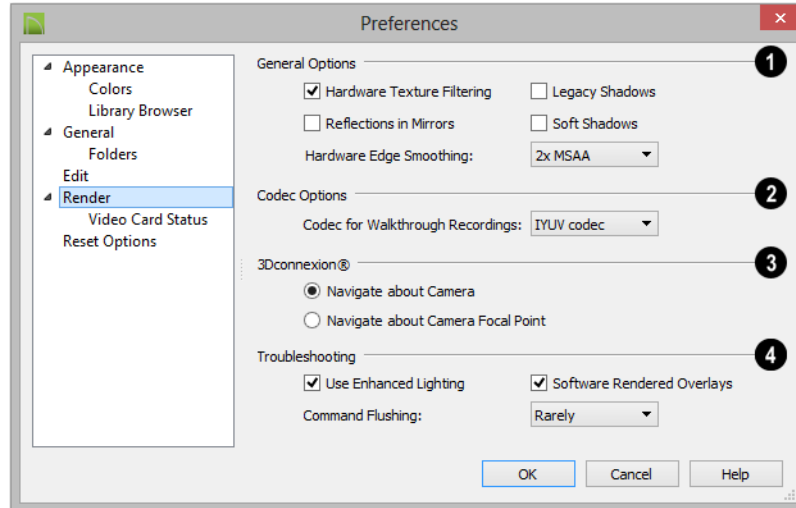 Preferences
Appearance
Colors
Library Browser
General
Folders
Edit
Render
Video Card Status
Reset Options
General Options
1
Hardware Texture Filtering
Legacy Shadows
Reflections in Mirrors
Soft Shadows
Hardware Edge Smoothing:
2x MSAA
Codec Options
2
Codec for Walkthrough Recordings:
IYUV codec
3Dconnexion®
3
Navigate about Camera
Navigate about Camera Focal Point
Troubleshooting
4
Use Enhanced Lighting
Software Rendered Overlays
Command Flushing:
Rarely
OK
Cancel
Help